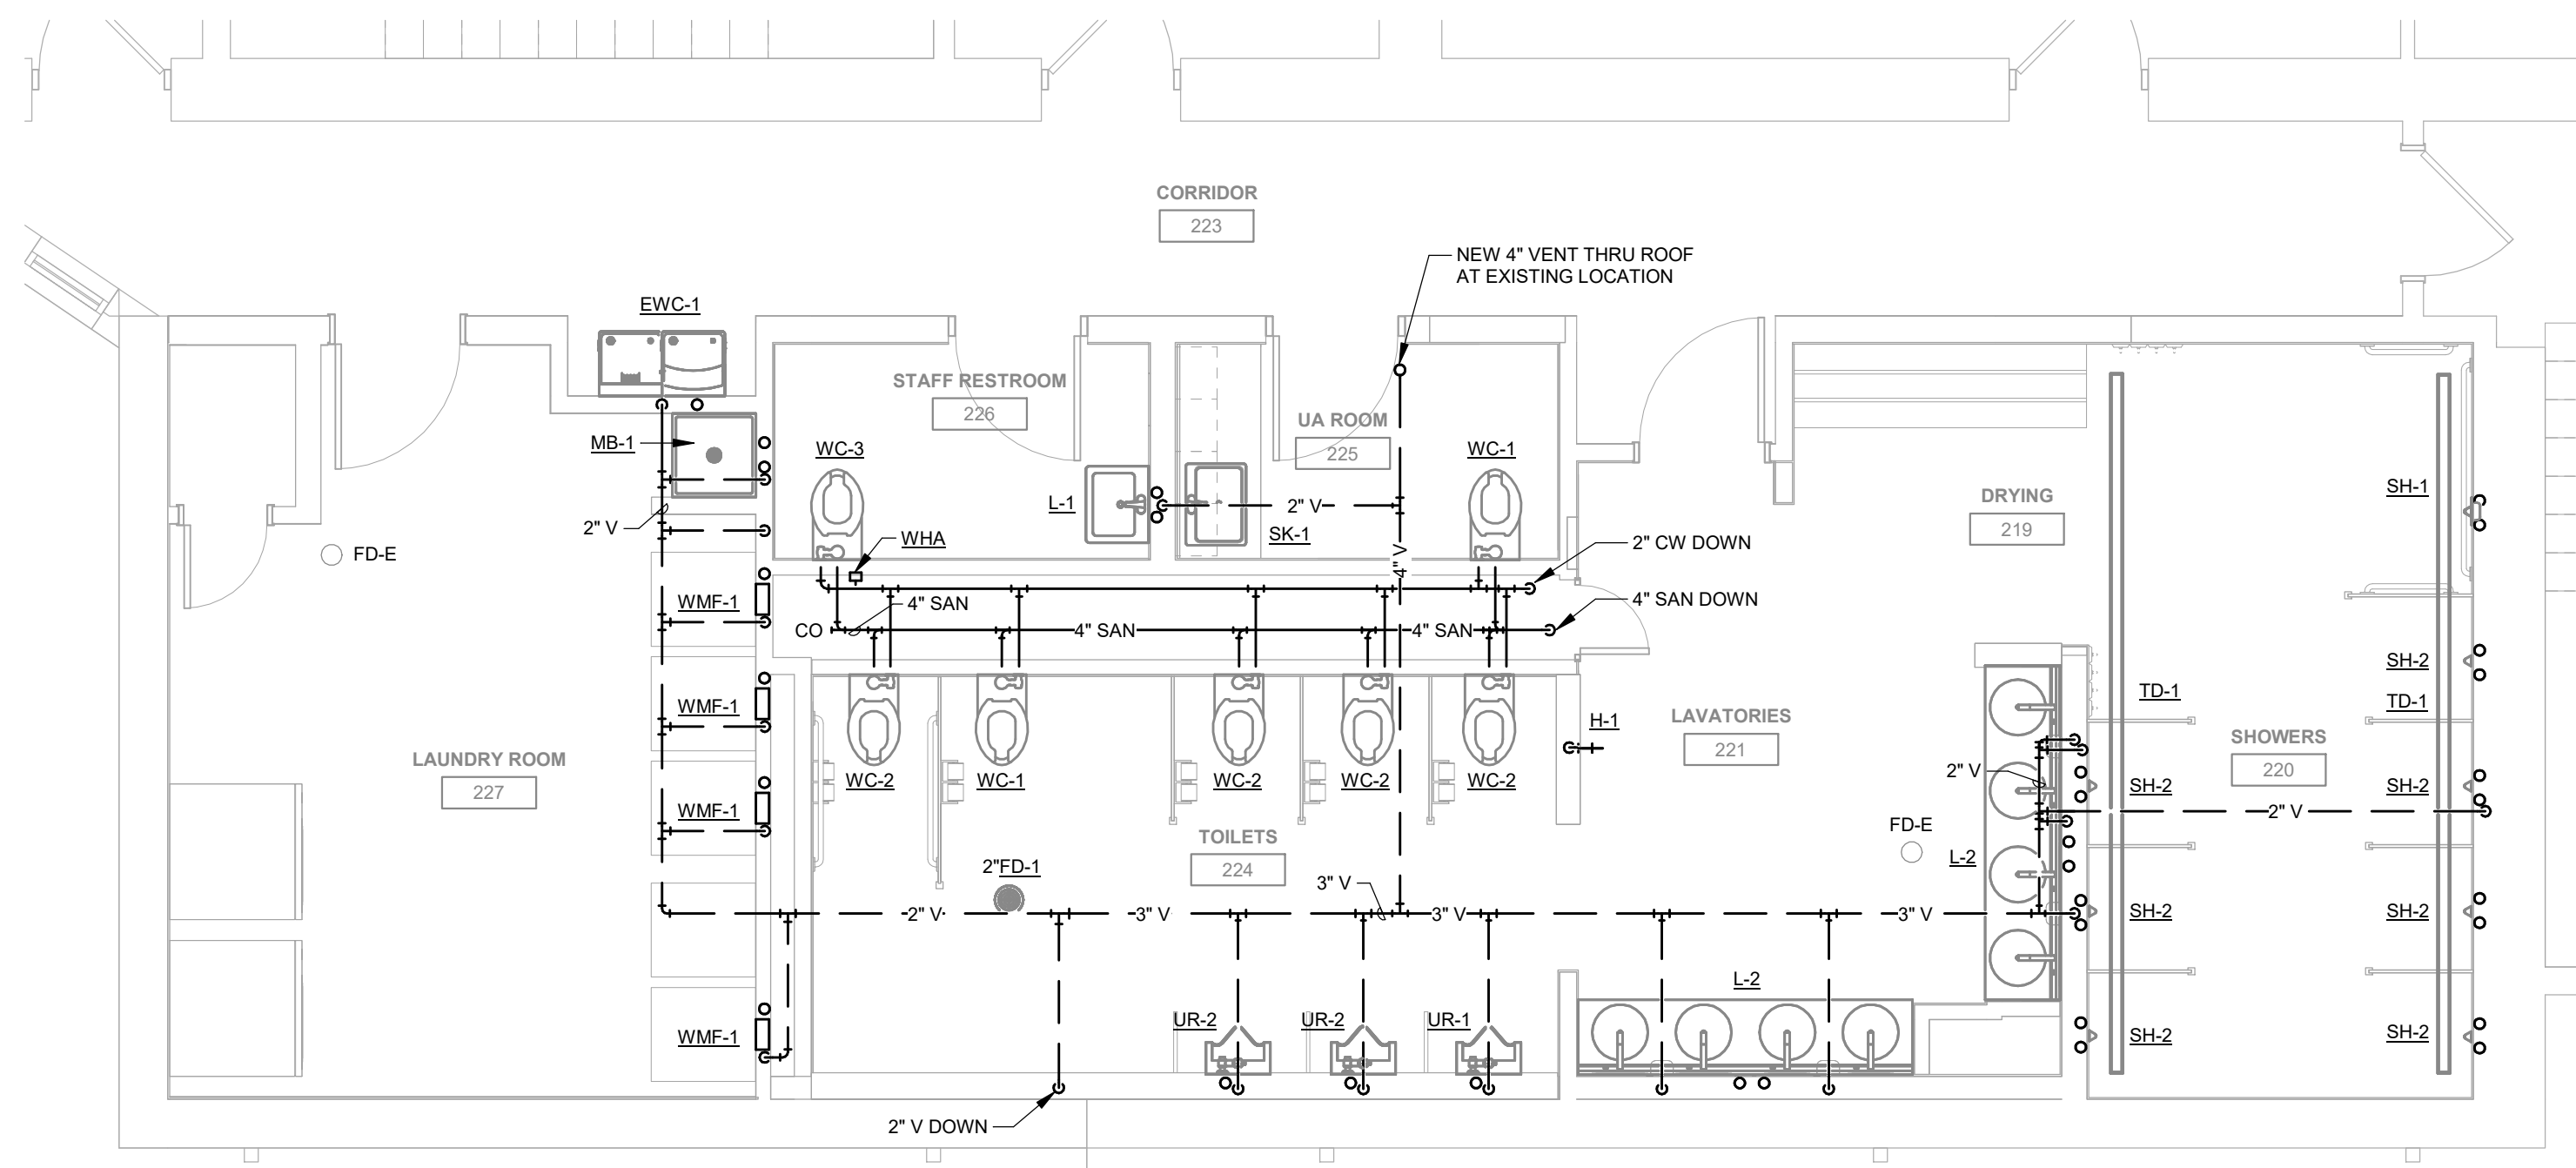 CORRIDOR
223
NEW 4" VENT THRU ROOF
AT EXISTING LOCATION
EWC-1
STAFF RESTROOM
226
UA ROOM
225
MB-1
WC-3
WC-1
L-1
2" V
SK-1
DRYING
219
SH-1
2" V
FD-E
WHA
4" V
2" CW DOWN
WMF-1
4" SAN
4" SAN DOWN
CO
4" SAN
4" SAN
SH-2
TD-1
TD-1
WMF-1
H-1
LAVATORIES
221
SHOWERS
220
LAUNDRY ROOM
227
WC-2
WC-1
WC-2
WC-2
WC-2
2" V
SH-2
SH-2
WMF-1
2" V
TOILETS
224
FD-E
L-2
2"FD-1
3" V
2" V
3" V
3" V
3" V
SH-2
SH-2
L-2
WMF-1
UR-2
UR-2
UR-1
SH-2
SH-2
2" V DOWN